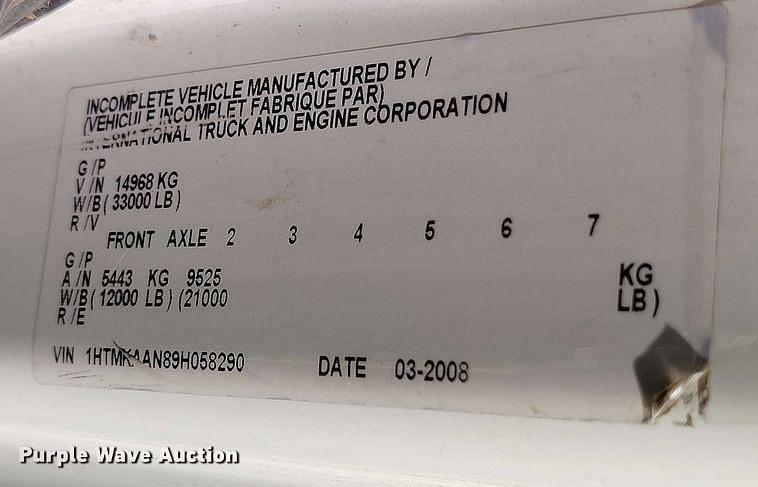 INCOMPLETE VEHICLE MANUFACTURED BY /
(VEHICULE INCOMPLET FABRIQUE PAR)
INTERNATIONAL TRUCK AND ENGINE CORPORATION
G/P
V/N 14968 KG
W/B (33000 LB)
R/V
FRONT AXLE 2 3 4 5 6 7
G/P
A/N 5443 KG 9525 KG
W/B (12000 LB) (21000 LB)
R/E
VIN 1HTMKAAN89H058290 DATE 03-2008
Purple Wave Auction